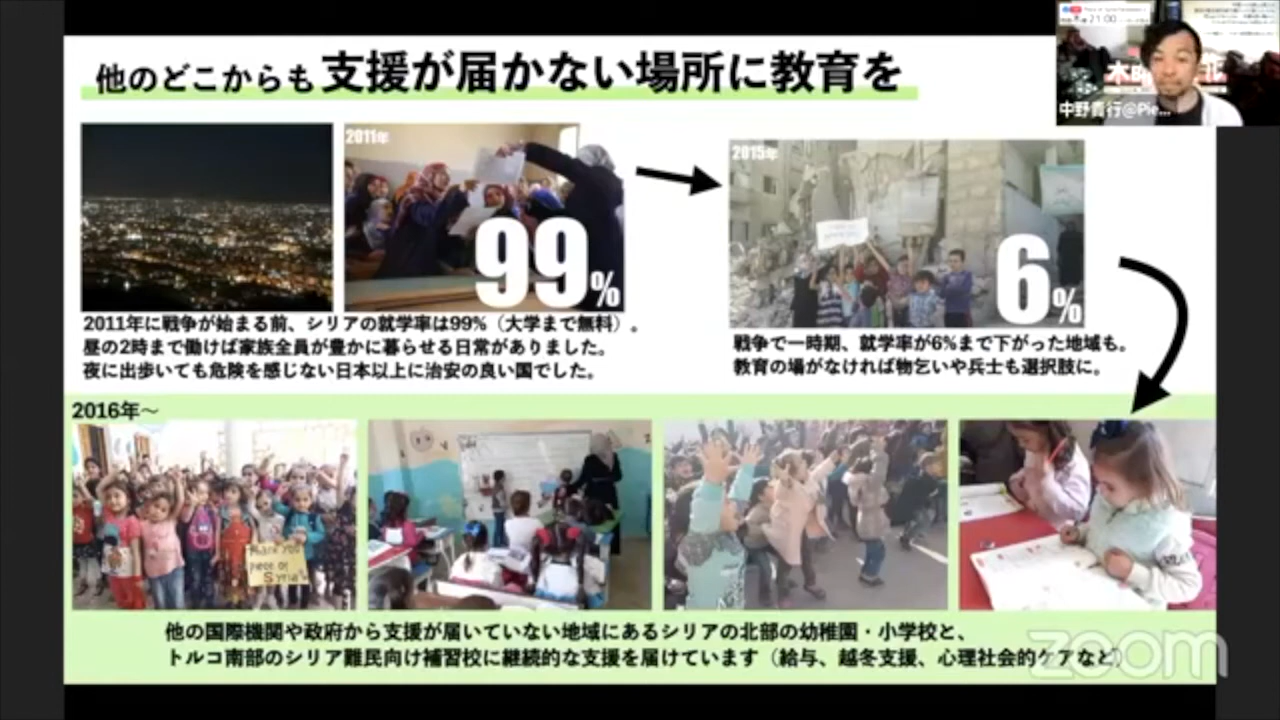 他のどこからも支援が届かない場所に教育を
21:00
中野貴行@Pie...
2011年
99%
2015年
6%
2011年に戦争が始まる前、シリアの就学率は99%（大学まで無料）。
昼の2時まで働けば家族全員が豊かに暮らせる日常がありました。
夜に出歩いても危険を感じない日本以上に治安の良い国でした。
戦争で一時期、就学率が6%まで下がった地域も。
教育の場がなければ物乞いや兵士も選択肢に。
2016年～
Thank you
piece of
Syria
他の国際機関や政府から支援が届いていない地域にあるシリアの北部の幼稚園・小学校と、
トルコ南部のシリア難民向け補習校に継続的な支援を届けています（給与、越冬支援、心理社会的ケアなど）
zoom